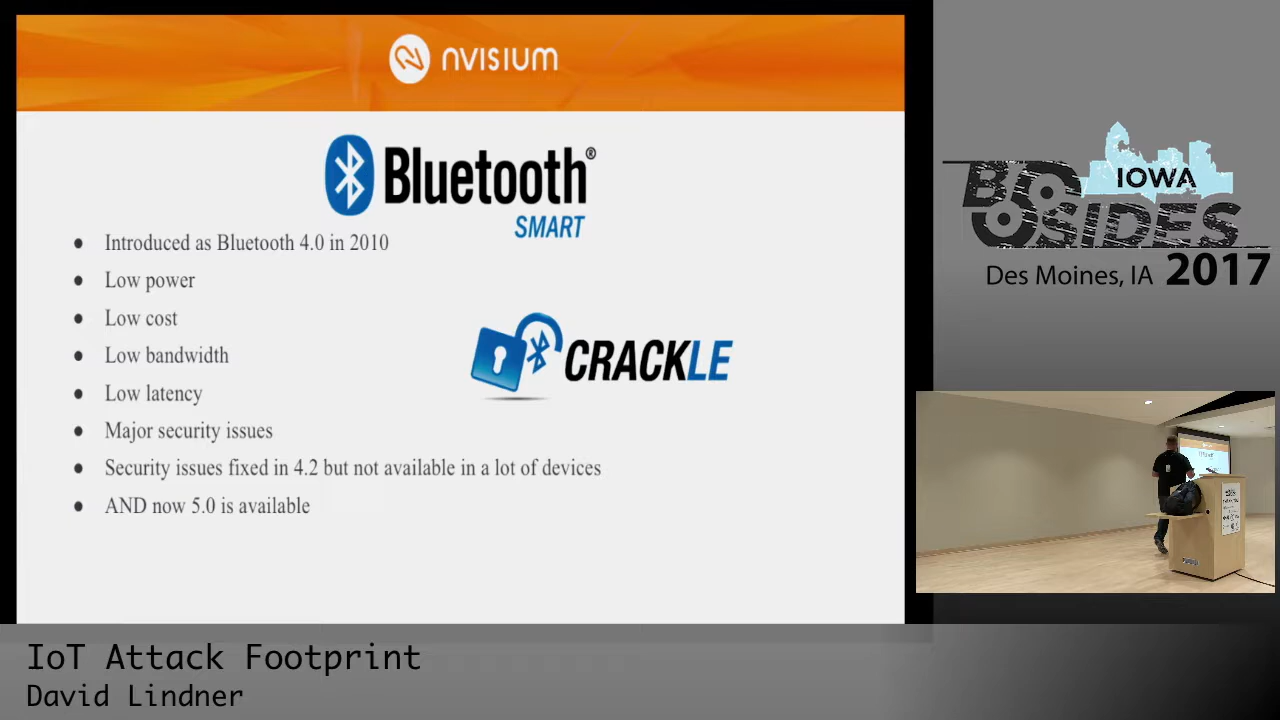 nVISIUM
Bluetooth®
SMART
Introduced as Bluetooth 4.0 in 2010
Low power
Low cost
Low bandwidth
Low latency
Major security issues
Security issues fixed in 4.2 but not available in a lot of devices
AND now 5.0 is available
CRACKLE
IOWA
BSIDES
Des Moines, IA 2017
IoT Attack Footprint
David Lindner